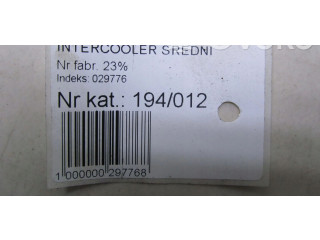 INTERCOOLER SREDNI
Nr fabr. 23%
Indeks: 029776
Nr kat.: 194/012
1 000000 297768